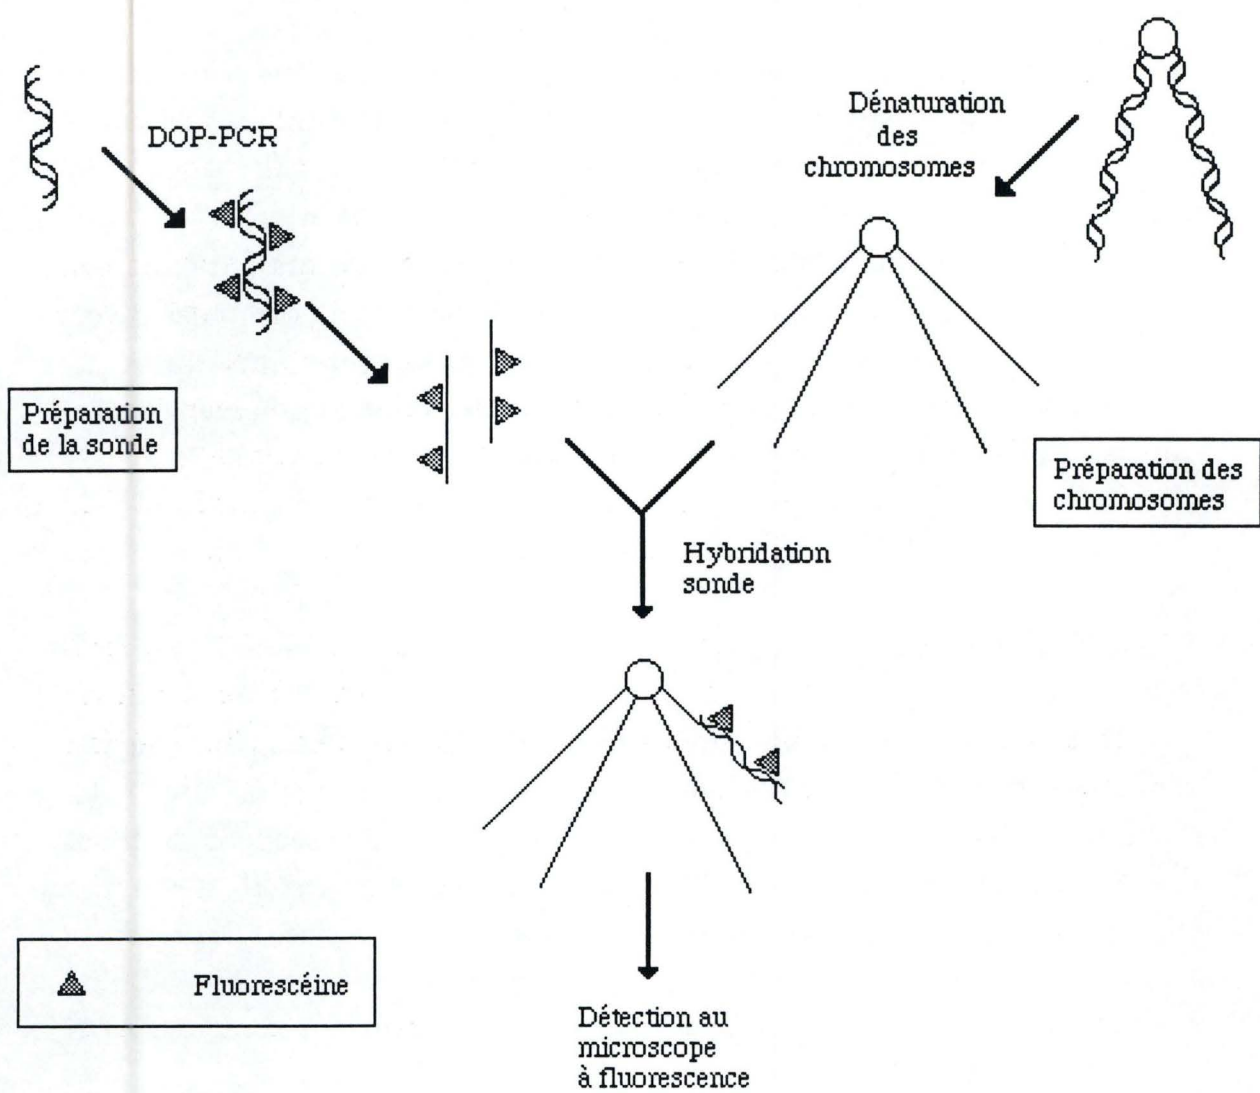 DOP-PCR
Dénaturation
des
chromosomes
Préparation
de la sonde
Préparation des
chromosomes
Hybridation
sonde
Fluorescéine
Détection au
microscope
à fluorescence